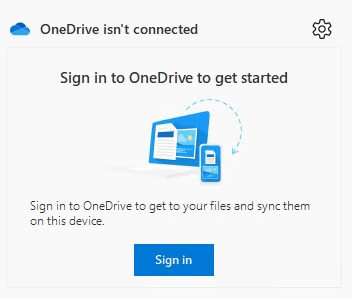 OneDrive isn't connected
Sign in to OneDrive to get started
Sign in to OneDrive to get to your files and sync them
on this device.
Sign in